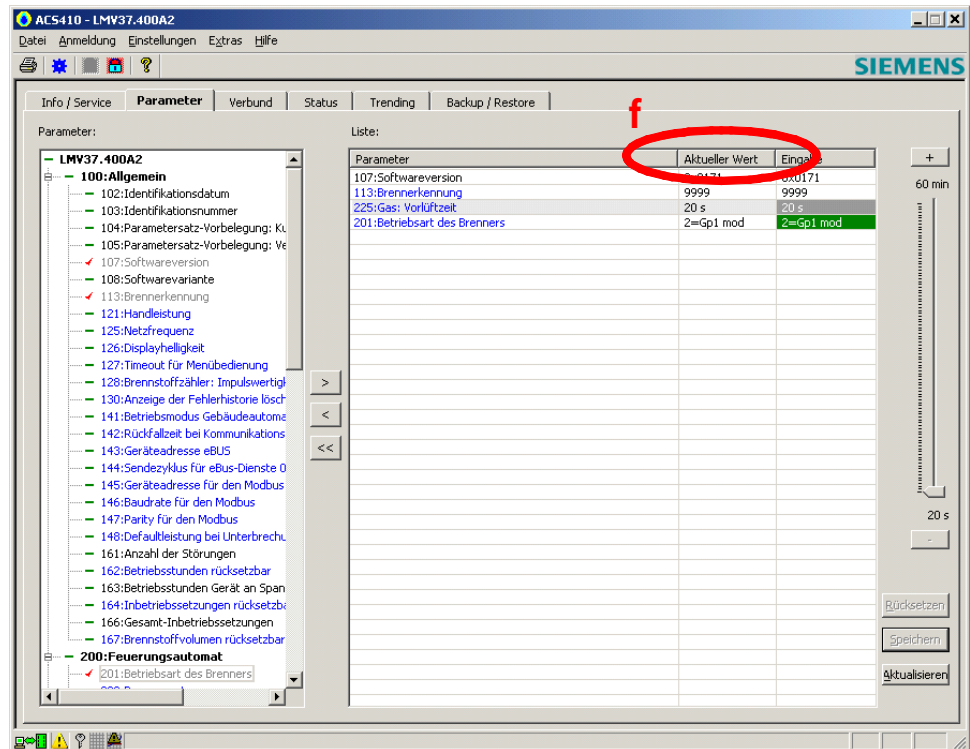 ACS410 - LMV37.400A2
Datei Anmeldung Einstellungen Extras Hilfe
?
SIEMENS
Info / Service Parameter Verbund Status Trending Backup / Restore
f
Parameter:
LMV37.400A2
100:Allgemein
102:Identifikationsdatum
103:Identifikationsnummer
104:Parametersatz-Vorbelegung: Ku
105:Parametersatz-Vorbelegung: Ve
107:Softwareversion
108:Softwarevariante
113:Brennerkennung
121:Handleistung
125:Netzfrequenz
126:Displayhelligkeit
127:Timeout für Menübedienung
128:Brennstoffzähler: Impulswertigk
130:Anzeige der Fehlerhistorie lösch
141:Betriebsmodus Gebäudeautoma
142:Rückfallzeit bei Kommunikations
143:Geräteadresse eBUS
144:Sendezyklus für eBus-Dienste 0
145:Geräteadresse für den Modbus
146:Baudrate für den Modbus
147:Parity für den Modbus
148:Defaultleistung bei Unterbrechu
161:Anzahl der Störungen
162:Betriebsstunden rücksetzbar
163:Betriebsstunden Gerät an Span
164:Inbetriebssetzungen rücksetzba
166:Gesamt-Inbetriebssetzungen
167:Brennstoffvolumen rücksetzbar
200:Feuerungsautomat
201:Betriebsart des Brenners
>
<
<<
Liste:
Parameter Aktueller Wert Eingabe
107:Softwareversion 0x0171 0x0171
113:Brennerkennung 9999 9999
225:Gas: Vorlüftzeit 20 s 20 s
201:Betriebsart des Brenners 2=Gp1 mod 2=Gp1 mod
+
60 min
20 s
-
Rücksetzen
Speichern
Aktualisieren